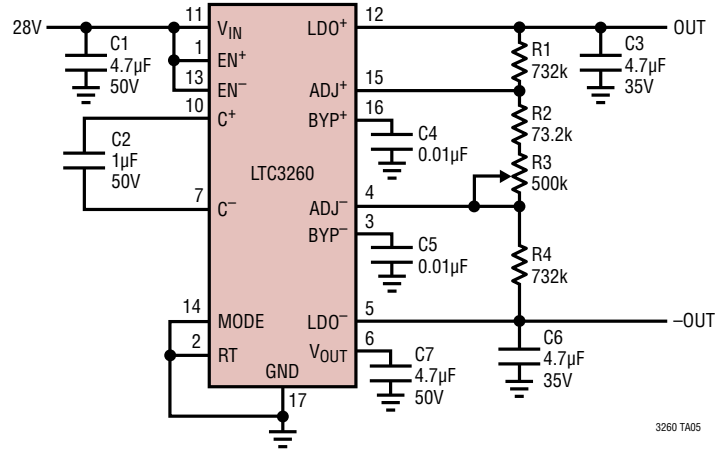 28V
C1
4.7µF
50V
11
1
13
10
C2
1µF
50V
7
14
2
V_IN
EN+
EN−
C+
C−
MODE
RT
LTC3260
GND
17
LDO+
ADJ+
BYP+
ADJ−
BYP−
LDO−
V_OUT
12
15
16
4
3
5
6
OUT
R1
732k
C3
4.7µF
35V
R2
73.2k
C4
0.01µF
R3
500k
C5
0.01µF
R4
732k
−OUT
C7
4.7µF
50V
C6
4.7µF
35V
3260 TA05